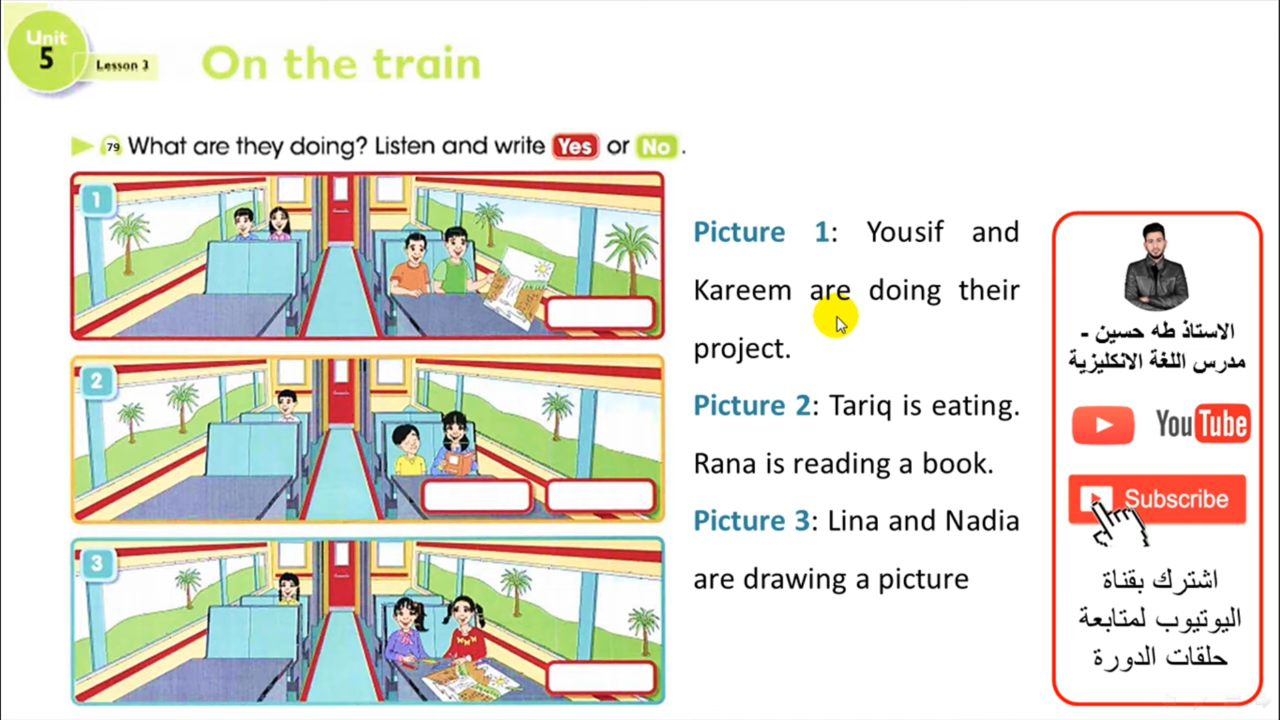 Unit
5
Lesson 3
On the train
79 What are they doing? Listen and write Yes or No .
1
2
3
Picture 1: Yousif and
Kareem are doing their
project.
Picture 2: Tariq is eating.
Rana is reading a book.
Picture 3: Lina and Nadia
are drawing a picture
الاستاذ طه حسين -
مدرس اللغة الانكليزية
YouTube
Subscribe
اشترك بقناة
اليوتيوب لمتابعة
حلقات الدورة